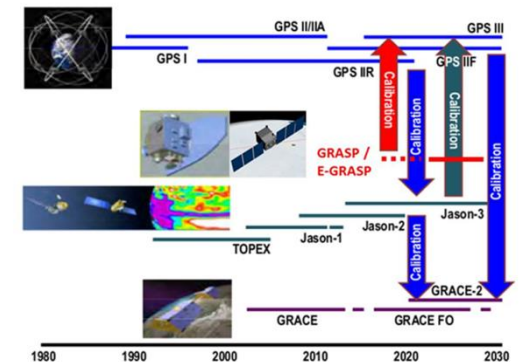 GPS II/IIA
GPS III
GPS I
GPS IIR
GPS IIF
Calibration
Calibration
Calibration
Calibration
GRASP /
E-GRASP
TOPEX
Jason-1
Jason-2
Jason-3
Calibration
GRACE-2
GRACE
GRACE FO
1980
1990
2000
2010
2020
2030